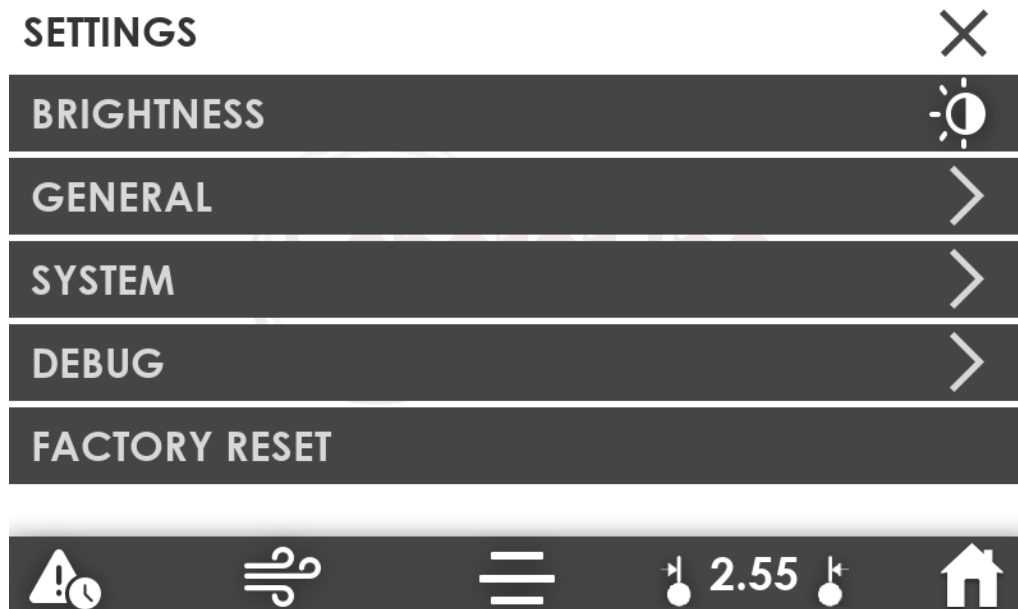 SETTINGS
BRIGHTNESS
GENERAL
SYSTEM
DEBUG
FACTORY RESET
2.55